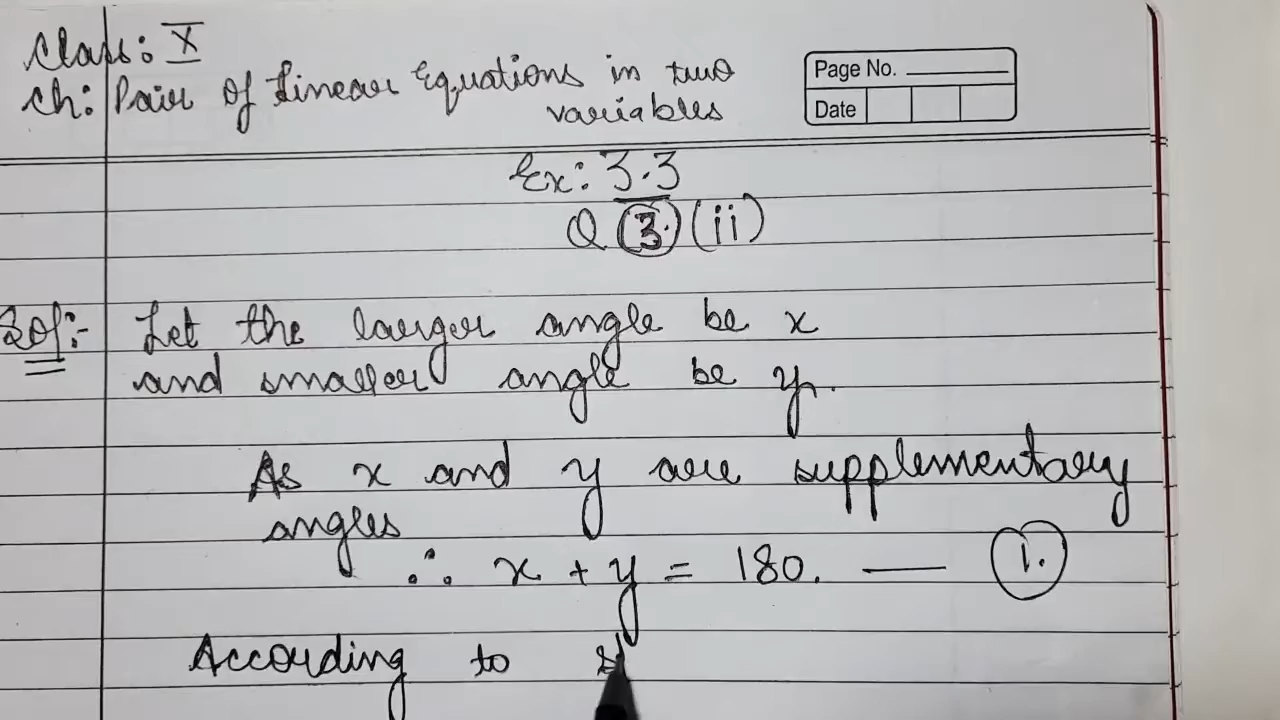 Class: X
Ch: Pair of Linear Equations in two
variables
Page No.
Date
Ex: 3.3
Q 3. (ii)
Sol:- Let the larger angle be x
and smaller angle be y.
As x and y are supplementary
angles
∴ x + y = 180. — 1.
According to